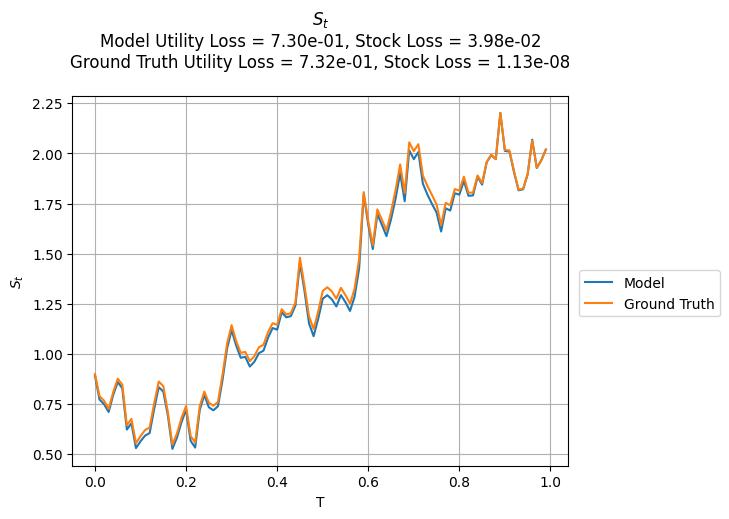 S_t
Model Utility Loss = 7.30e-01, Stock Loss = 3.98e-02
Ground Truth Utility Loss = 7.32e-01, Stock Loss = 1.13e-08
2.25
2.00
1.75
1.50
1.25
1.00
0.75
0.50
S_t
0.0
0.2
0.4
0.6
0.8
1.0
T
Model
Ground Truth